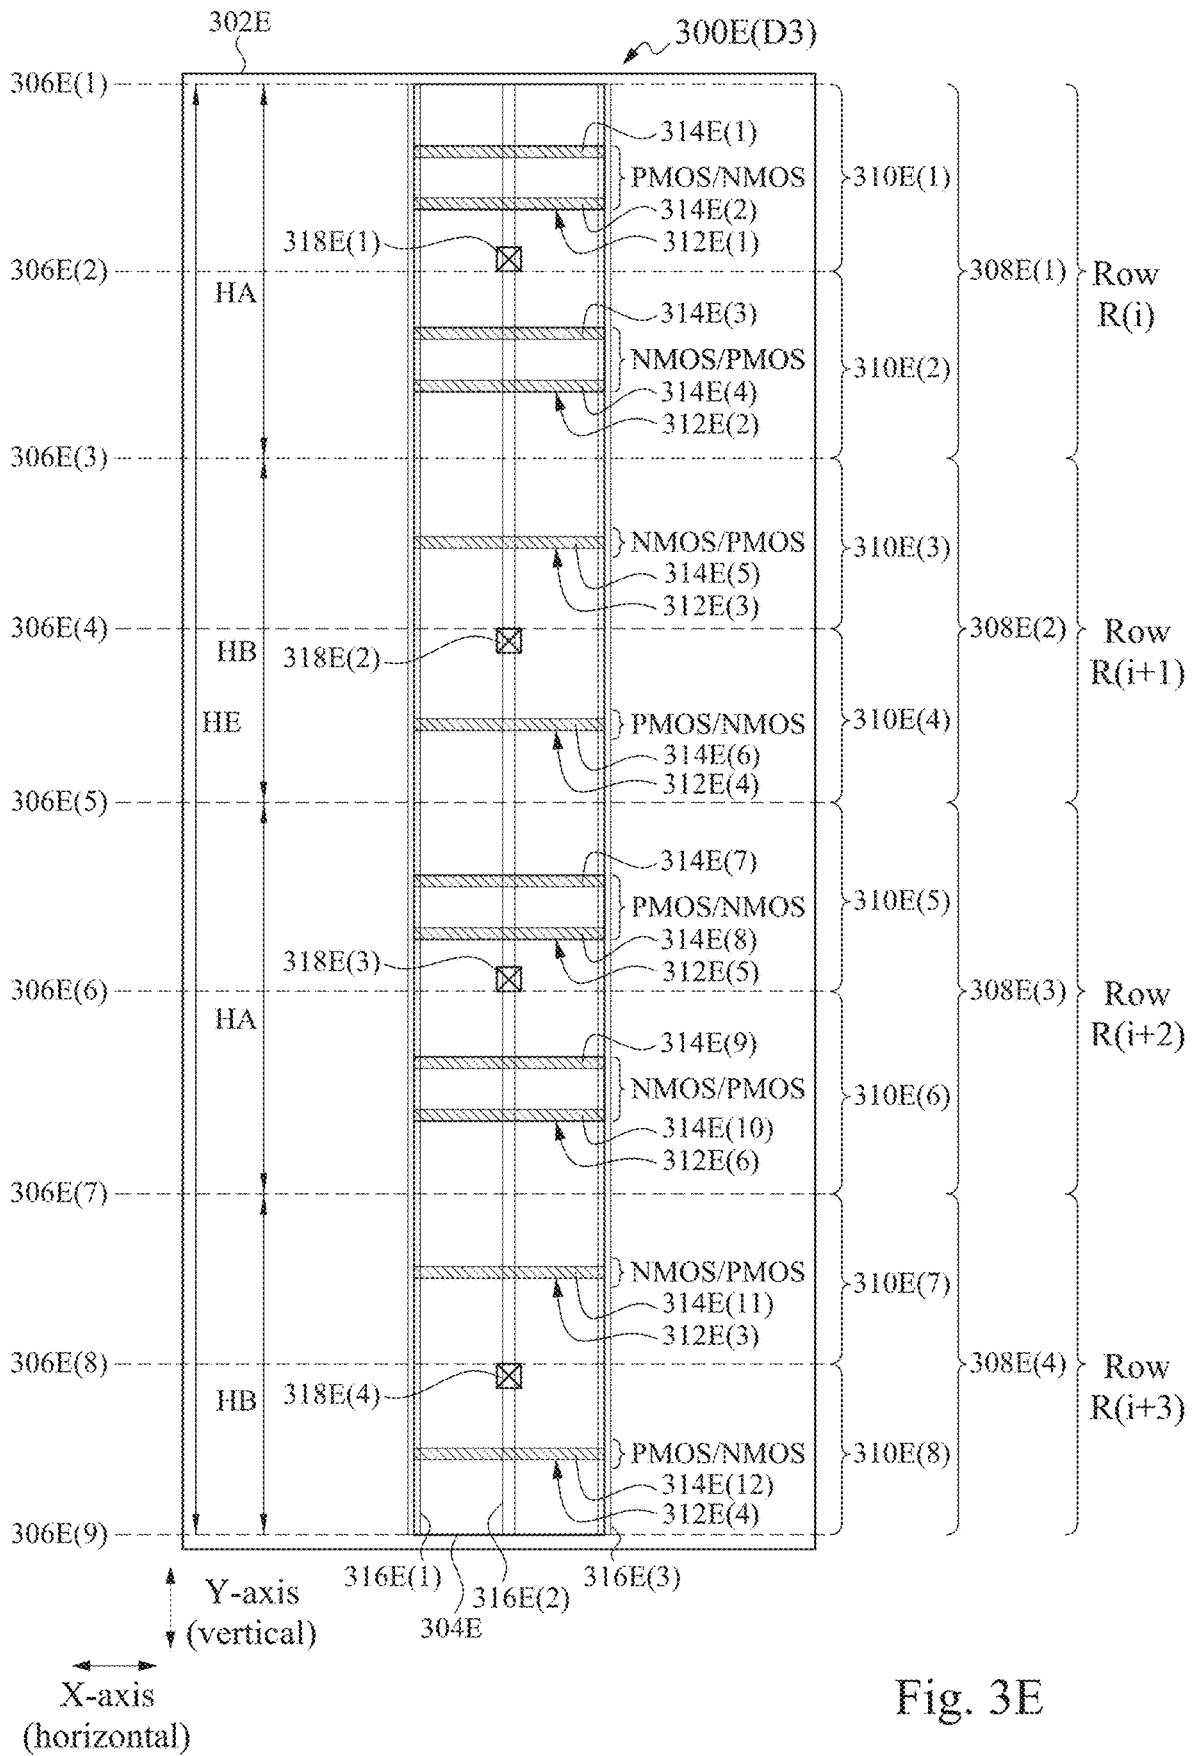 302E
300E(D3)
306E(1)
314E(1)
PMOS/NMOS
310E(1)
314E(2)
318E(1)
312E(1)
306E(2)
308E(1)
Row
R(i)
HA
314E(3)
NMOS/PMOS
310E(2)
314E(4)
312E(2)
306E(3)
NMOS/PMOS
310E(3)
314E(5)
312E(3)
306E(4)
308E(2)
Row
R(i+1)
HB
318E(2)
HE
PMOS/NMOS
310E(4)
314E(6)
312E(4)
306E(5)
314E(7)
PMOS/NMOS
310E(5)
314E(8)
318E(3)
312E(5)
306E(6)
308E(3)
Row
R(i+2)
HA
314E(9)
NMOS/PMOS
310E(6)
314E(10)
312E(6)
306E(7)
NMOS/PMOS
310E(7)
314E(11)
312E(3)
306E(8)
308E(4)
Row
R(i+3)
HB
318E(4)
PMOS/NMOS
310E(8)
314E(12)
312E(4)
306E(9)
316E(1)
316E(2)
316E(3)
304E
Y-axis
(vertical)
X-axis
(horizontal)
Fig. 3E